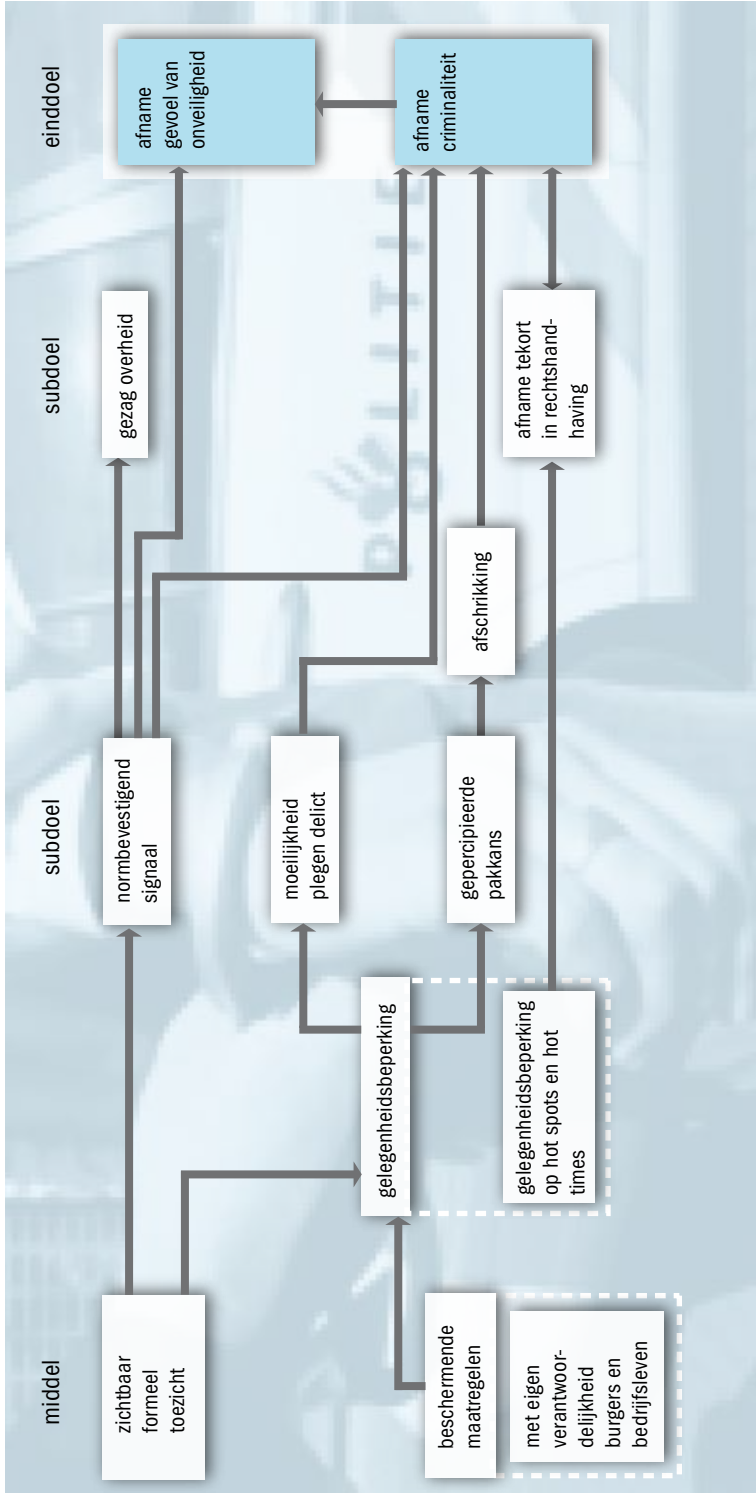 middel
subdoel
subdoel
einddoel
zichtbaar
formeel
toezicht
normbevestigend
signaal
gezag overheid
afname
gevoel van
onveiligheid
moeilijkheid
plegen delict
gelegenheidsbeperking
gepercipieerde
pakkans
afschrikking
afname
criminaliteit
beschermende
maatregelen
met eigen
verantwoor-
delijkheid
burgers en
bedrijfsleven
gelegenheidsbeperking
op hot spots en hot
times
afname tekort
in rechtshand-
having
POLITIE